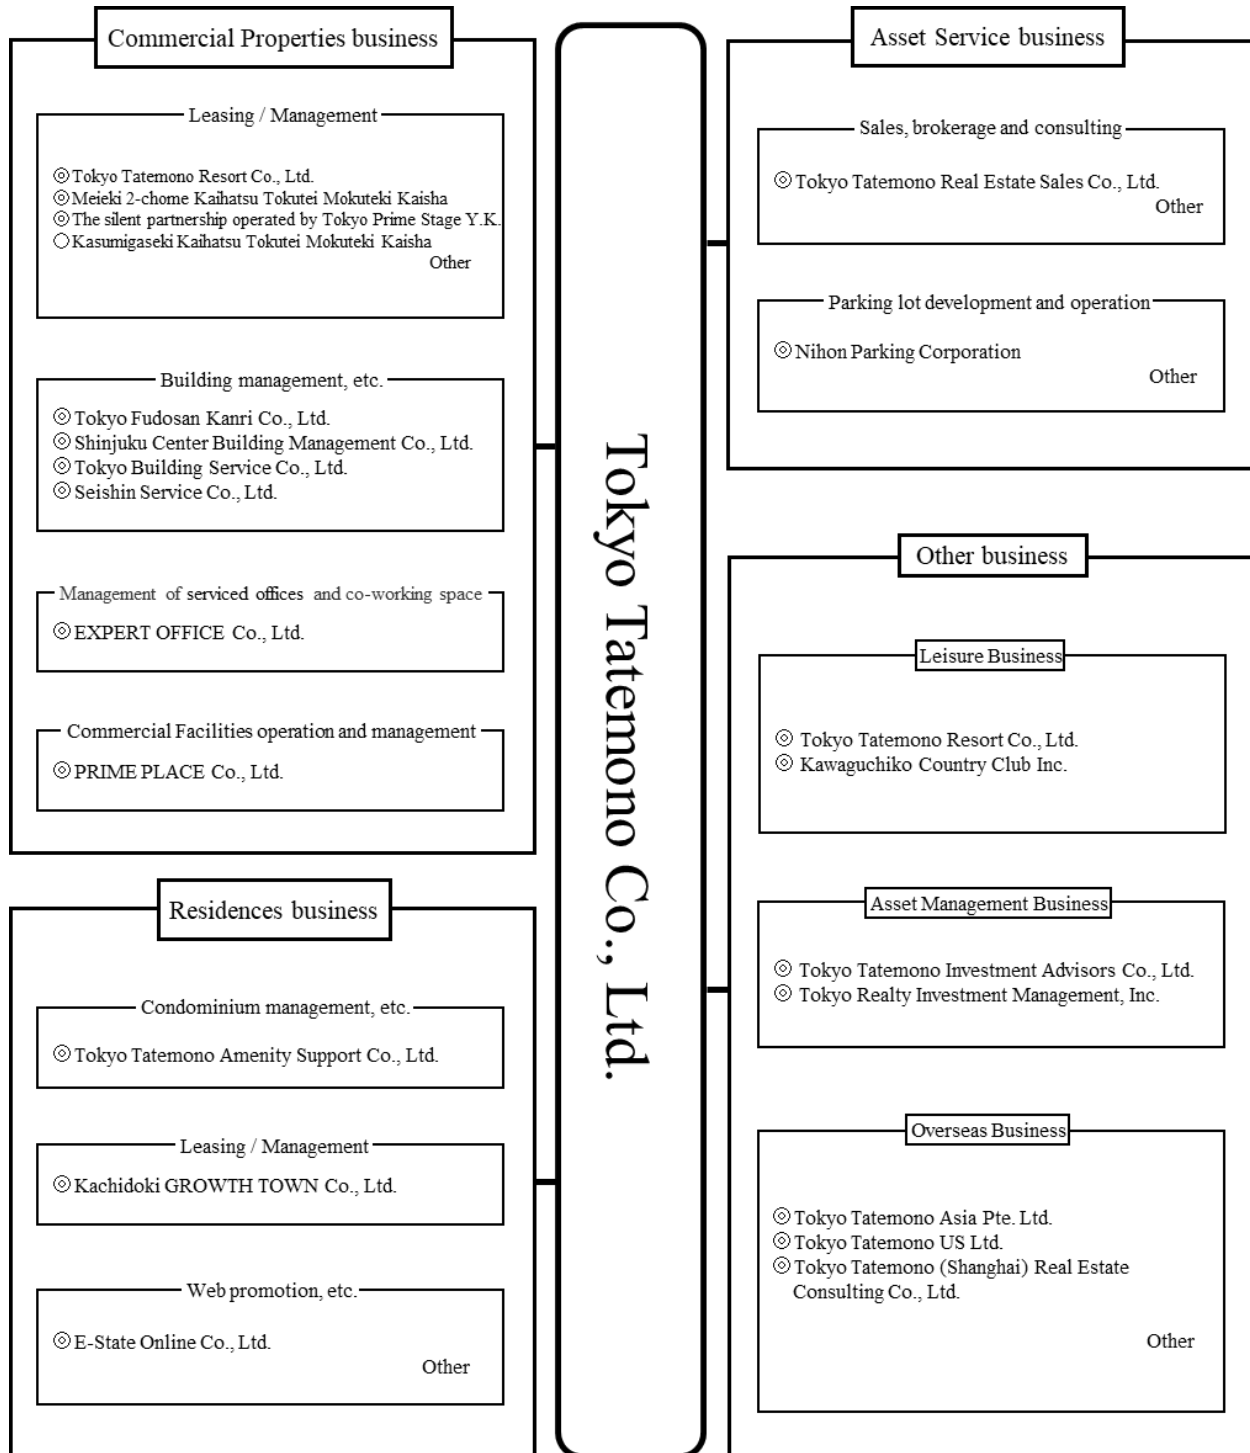 Commercial Properties business
Leasing / Management
◎Tokyo Tatemono Resort Co., Ltd.
◎Meieki 2-chome Kaihatsu Tokutei Mokuteki Kaisha
◎The silent partnership operated by Tokyo Prime Stage Y.K.
○Kasumigaseki Kaihatsu Tokutei Mokuteki Kaisha
Other
Building management, etc.
◎Tokyo Fudosan Kanri Co., Ltd.
◎Shinjuku Center Building Management Co., Ltd.
◎Tokyo Building Service Co., Ltd.
◎Seishin Service Co., Ltd.
Management of serviced offices and co-working space
◎EXPERT OFFICE Co., Ltd.
Commercial Facilities operation and management
◎PRIME PLACE Co., Ltd.
Residences business
Condominium management, etc.
◎Tokyo Tatemono Amenity Support Co., Ltd.
Leasing / Management
◎Kachidoki GROWTH TOWN Co., Ltd.
Web promotion, etc.
◎E-State Online Co., Ltd.
Other
Tokyo Tatemono Co., Ltd.
Asset Service business
Sales, brokerage and consulting
◎Tokyo Tatemono Real Estate Sales Co., Ltd.
Other
Parking lot development and operation
◎Nihon Parking Corporation
Other
Other business
Leisure Business
◎ Tokyo Tatemono Resort Co., Ltd.
◎ Kawaguchiko Country Club Inc.
Asset Management Business
◎ Tokyo Tatemono Investment Advisors Co., Ltd.
◎ Tokyo Realty Investment Management, Inc.
Overseas Business
◎Tokyo Tatemono Asia Pte. Ltd.
◎Tokyo Tatemono US Ltd.
◎Tokyo Tatemono (Shanghai) Real Estate
Consulting Co., Ltd.
Other